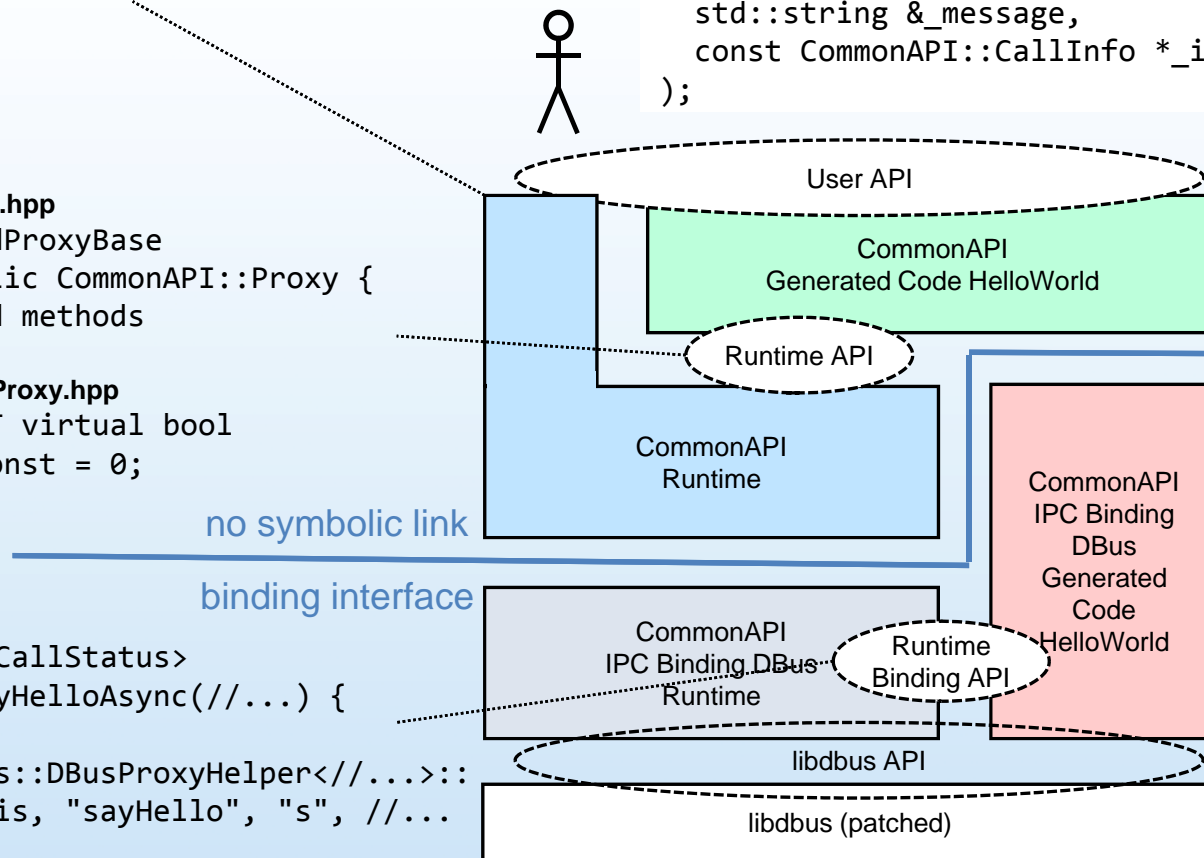 std::string &_message,
const CommonAPI::CallInfo *_i
);
User API
.hpp
lProxyBase
lic CommonAPI::Proxy {
d methods
CommonAPI
Generated Code HelloWorld
Runtime API
Proxy.hpp
T virtual bool
onst = 0;
CommonAPI
Runtime
no symbolic link
CommonAPI
IPC Binding
DBus
Generated
Code
HelloWorld
binding interface
CommonAPI
IPC Binding DBus
Runtime
Runtime
Binding API
CallStatus>
yHelloAsync(//...) {
s::DBusProxyHelper<//...>::
is, "sayHello", "s", //...
libdbus API
libdbus (patched)